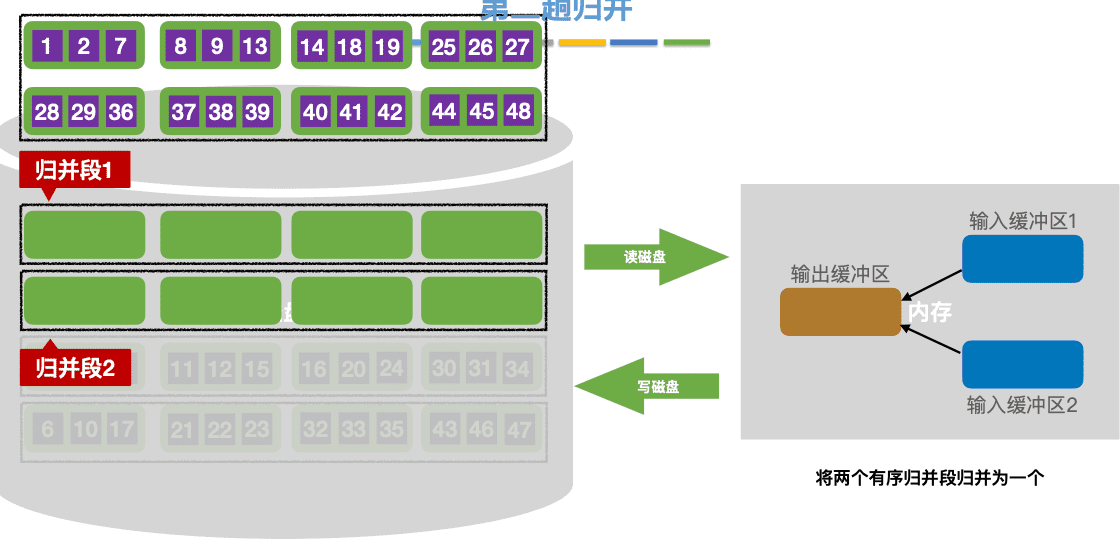 第二趟归并
1 2 7 8 9 13 14 18 19 25 26 27
28 29 36 37 38 39 40 41 42 44 45 48
归并段1
读磁盘
输入缓冲区1
输出缓冲区
内存
归并段2
11 12 15 16 20 24 30 31 34
写磁盘
输入缓冲区2
6 10 17 21 22 23 32 33 35 43 46 47
将两个有序归并段归并为一个